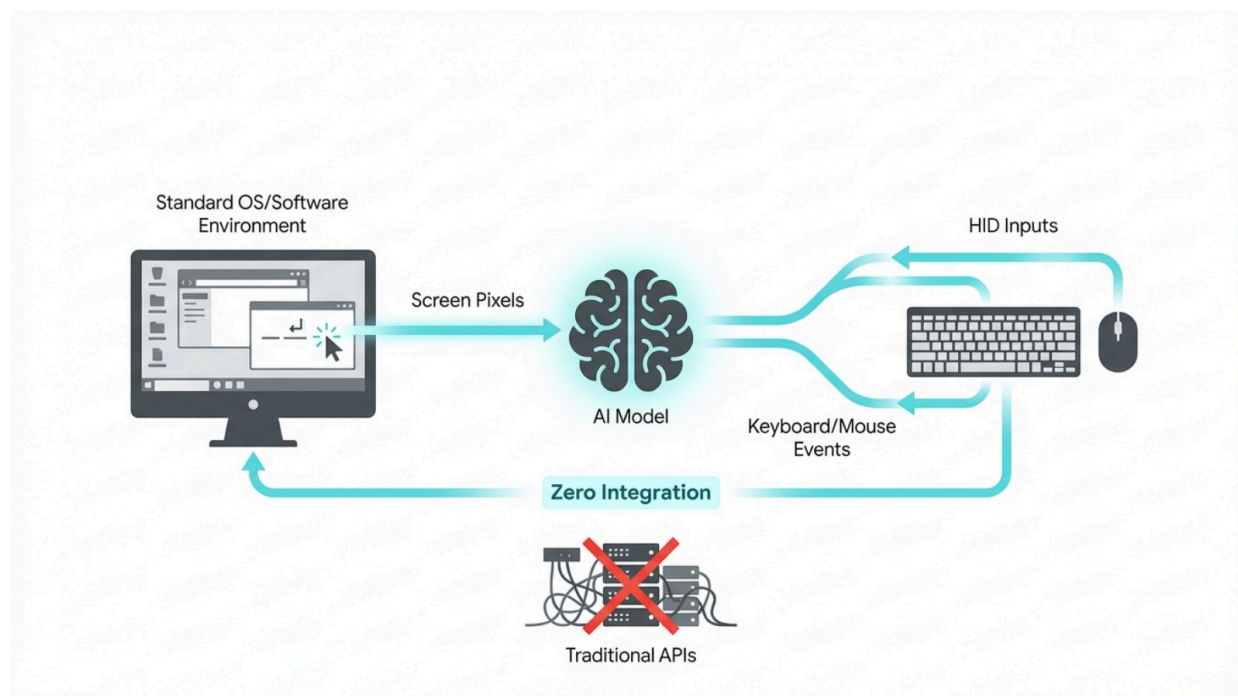 Standard OS/Software
Environment
Screen Pixels
AI Model
HID Inputs
Keyboard/Mouse
Events
Zero Integration
Traditional APIs